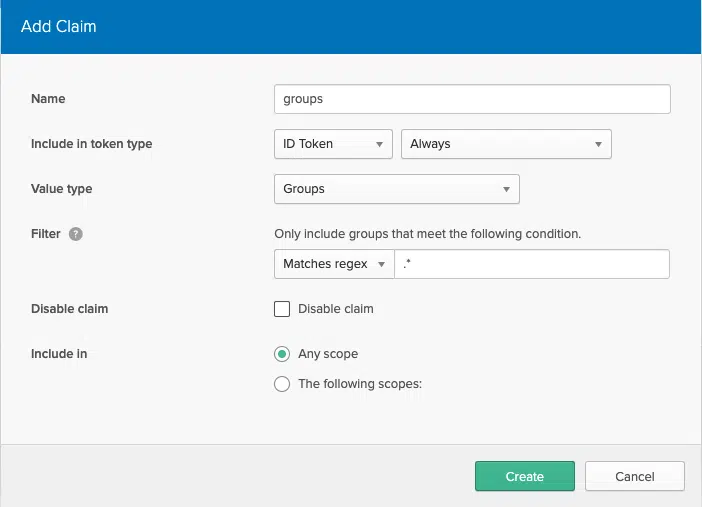 Add Claim
Name
groups
Include in token type
ID Token
Always
Value type
Groups
Filter ?
Only include groups that meet the following condition.
Matches regex
.*
Disable claim
Disable claim
Include in
Any scope
The following scopes:
Create
Cancel